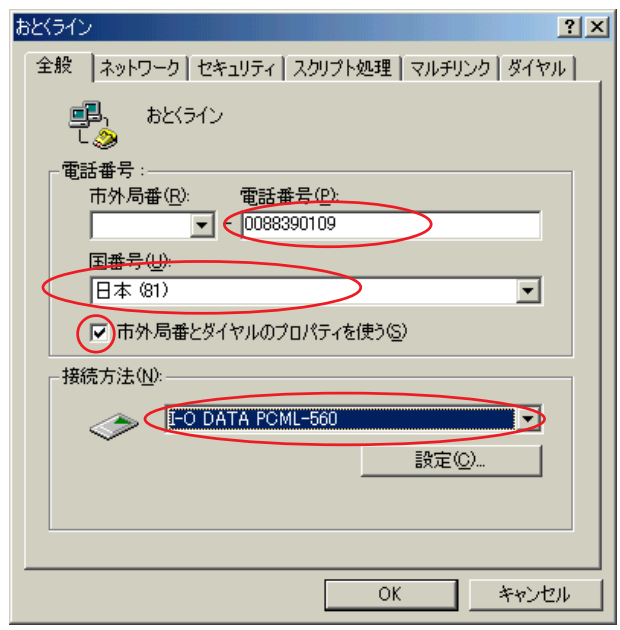 おとくライン
全般 ネットワーク セキュリティ スクリプト処理 マルチリンク ダイヤル
おとくライン
電話番号:
市外局番(R): 電話番号(P):
- 0088390109
国番号(U):
日本 (81)
市外局番とダイヤルのプロパティを使う(S)
接続方法(N):
I-O DATA PCML-560
設定(C)...
OK キャンセル